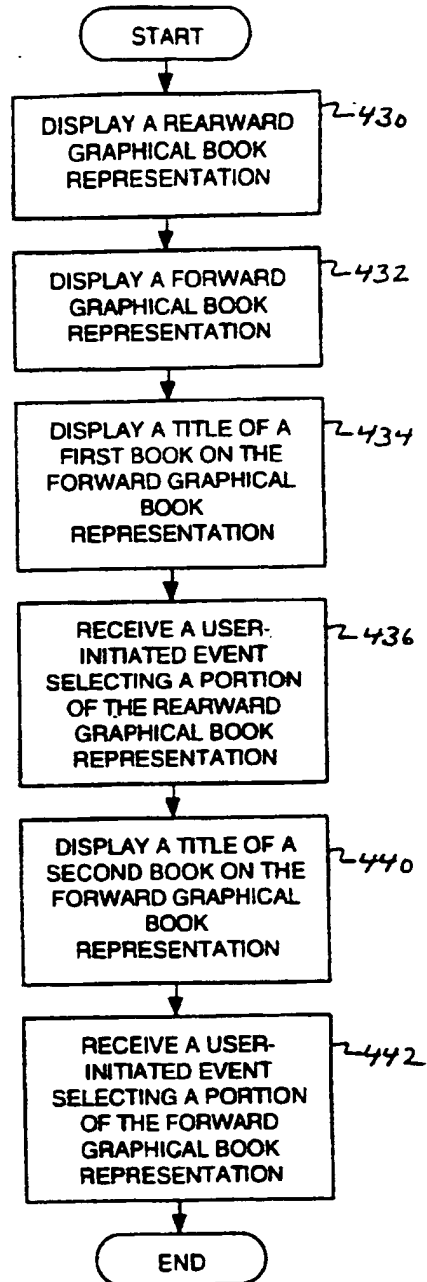 START
DISPLAY A REARWARD
430
GRAPHICAL BOOK
REPRESENTATION
DISPLAY A FORWARD
432
GRAPHICAL BOOK
REPRESENTATION
DISPLAY A TITLE OF A
434
FIRST BOOK ON THE
FORWARD GRAPHICAL
BOOK
REPRESENTATION
RECEIVE A USER-
436
INITIATED EVENT
SELECTING A PORTION
OF THE REARWARD
GRAPHICAL BOOK
REPRESENTATION
DISPLAY A TITLE OF A
440
SECOND BOOK ON THE
FORWARD GRAPHICAL
BOOK
REPRESENTATION
RECEIVE A USER-
442
INITIATED EVENT
SELECTING A PORTION
OF THE FORWARD
GRAPHICAL BOOK
REPRESENTATION
END